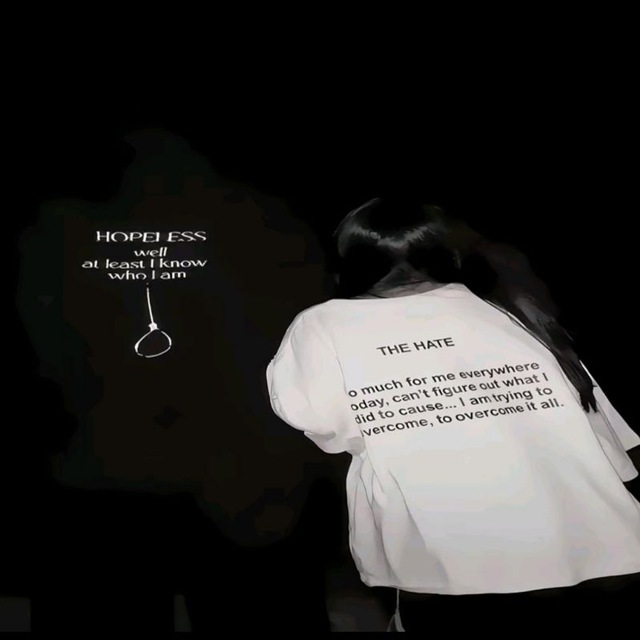 HOPELESS
well
at least I know
who I am
THE HATE
o much for me everywhere
oday, can't figure out what I
did to cause... I am trying to
vercome, to overcome it all.